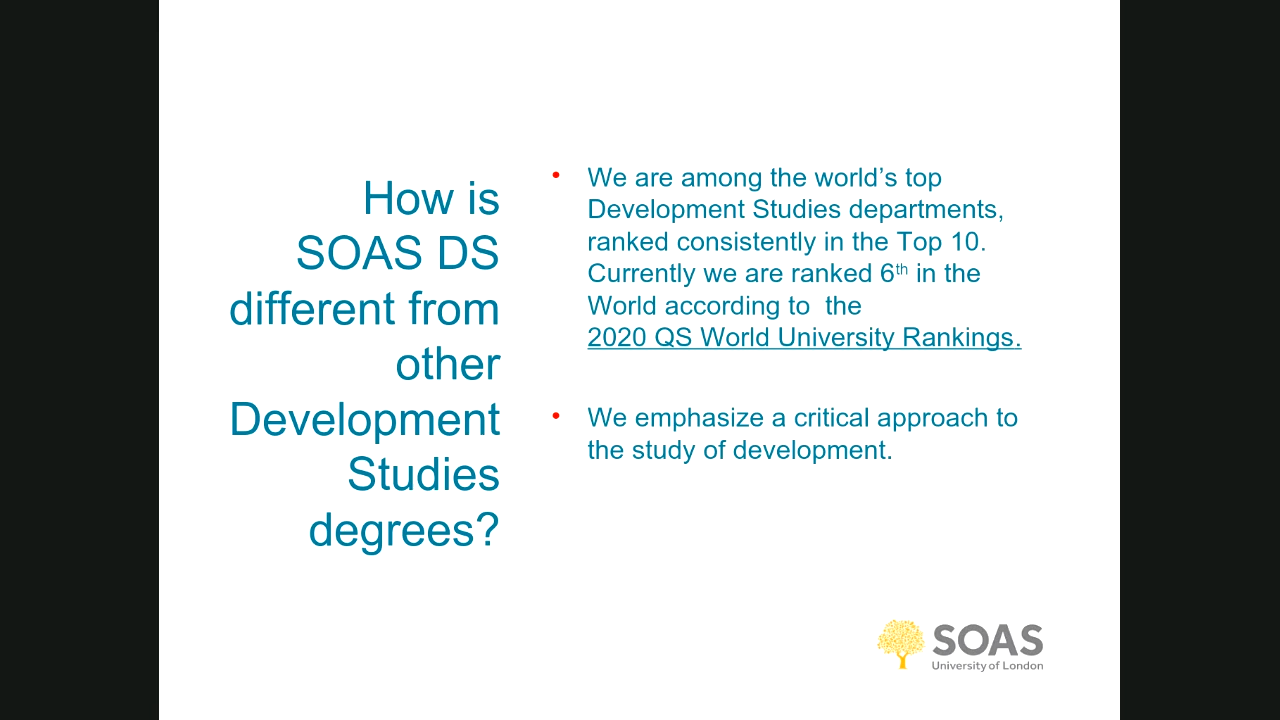 How is
SOAS DS
different from
other
Development
Studies
degrees?
• We are among the world’s top
Development Studies departments,
ranked consistently in the Top 10.
Currently we are ranked 6th in the
World according to  the
2020 QS World University Rankings.
• We emphasize a critical approach to
the study of development.
SOAS
University of London